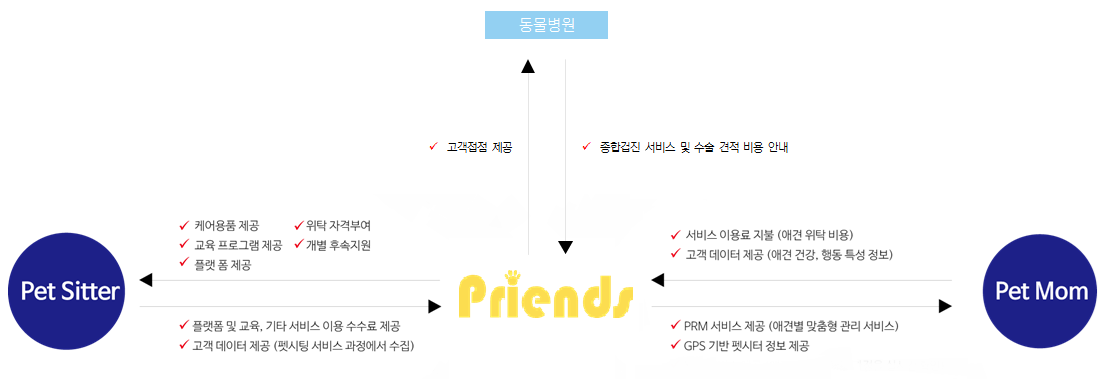 동물병원
고객접점 제공
종합검진 서비스 및 수술 견적 비용 안내
케어용품 제공
위탁 자격부여
교육 프로그램 제공
개별 후속지원
플랫 폼 제공
서비스 이용료 지불 (애견 위탁 비용)
고객 데이터 제공 (애견 건강, 행동 특성 정보)
Pet Sitter
Priends
Pet Mom
플랫폼 및 교육, 기타 서비스 이용 수수료 제공
고객 데이터 제공 (펫시팅 서비스 과정에서 수집)
PRM 서비스 제공 (애견별 맞춤형 관리 서비스)
GPS 기반 펫시터 정보 제공